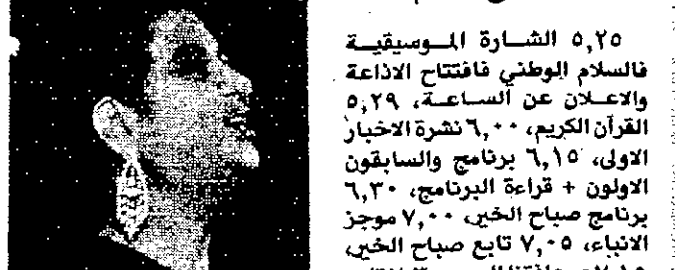 ٥,٢٥ الشارة الموسيقية
فالسلام الوطني فافتتاح الاذاعة
والاعلان عن الساعة، ٥,٢٩
القرآن الكريم، ٦,٠٠ نشرة الاخبار
الاولى، ٦,١٥ برنامج والسابقون
الاولون + قراءة البرنامج، ٦,٣٠
برنامج صباح الخير، ٧,٠٠ موجز
الانباء، ٧,٠٥ تابع صباح الخير،